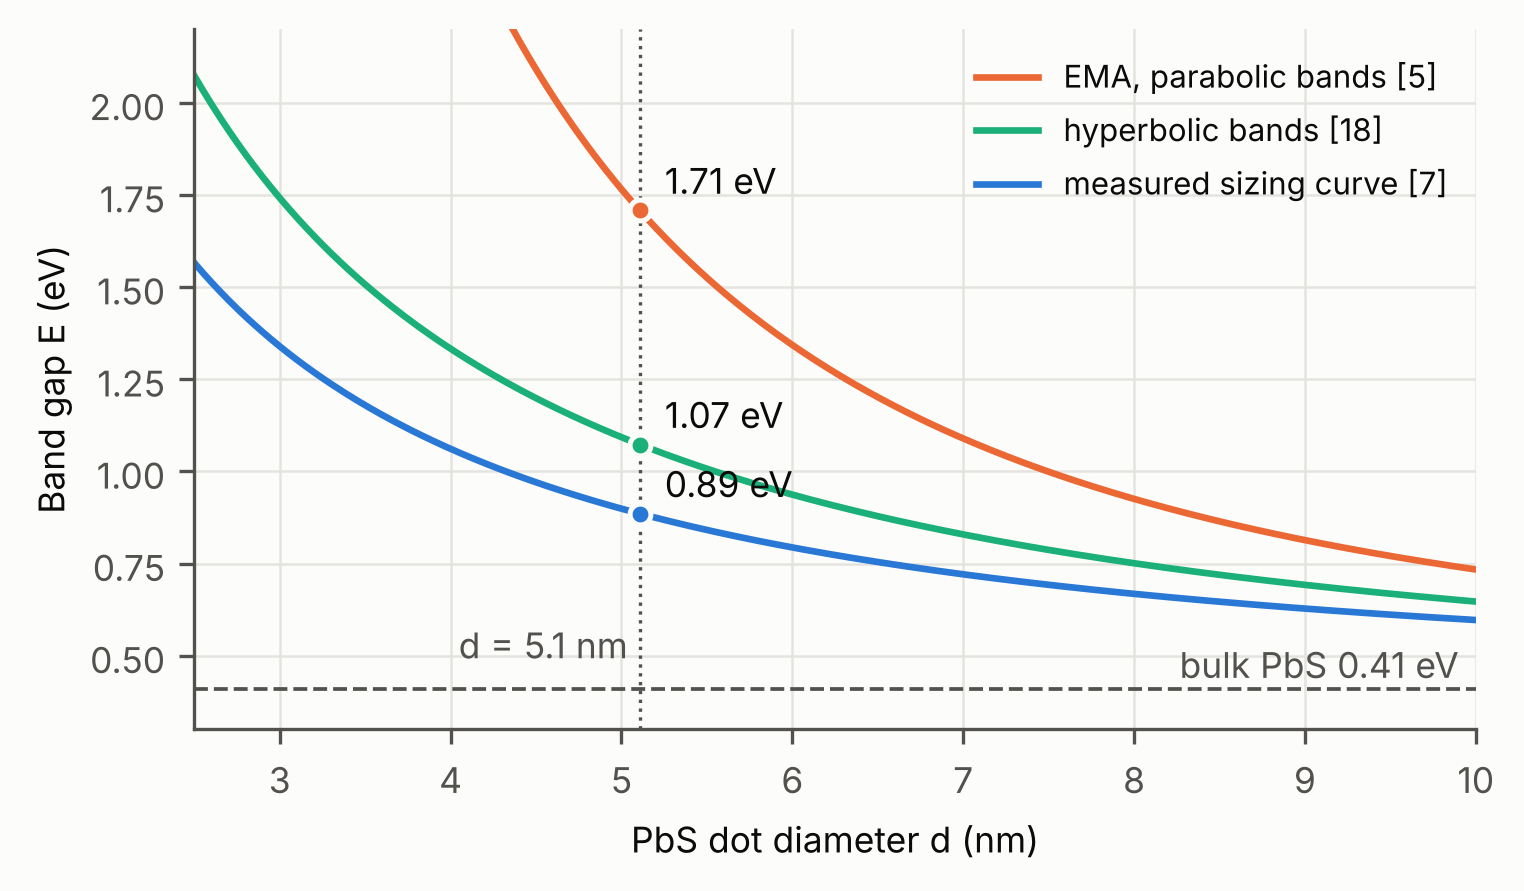 EMA, parabolic bands [5]
hyperbolic bands [18]
measured sizing curve [7]
2.00
1.75
1.50
1.25
1.00
0.75
0.50
Band gap E (eV)
1.71 eV
1.07 eV
0.89 eV
d = 5.1 nm
bulk PbS 0.41 eV
3 4 5 6 7 8 9 10
PbS dot diameter d (nm)